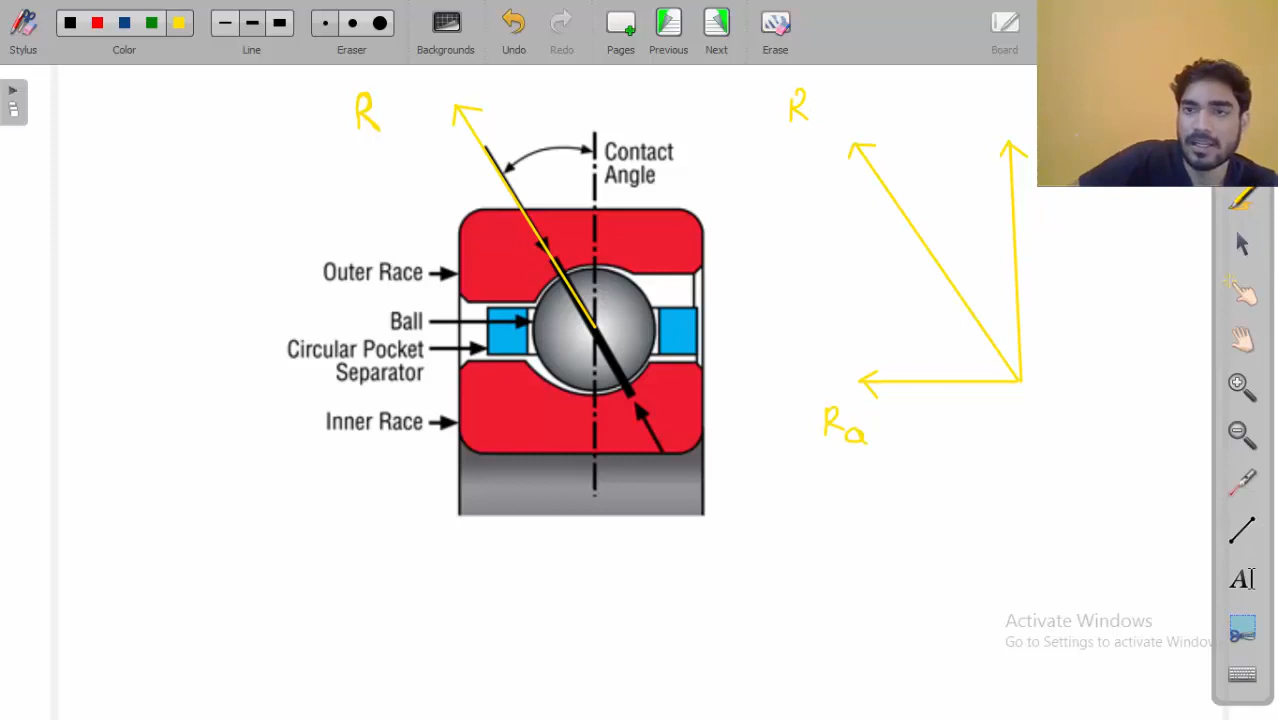 Stylus
Color
Line
Eraser
Backgrounds
Undo
Redo
Pages
Previous
Next
Erase
Board
R
R
Contact
Angle
Outer Race
Ball
Circular Pocket
Separator
Inner Race
Ra
Activate Windows
Go to Settings to activate Windows
A